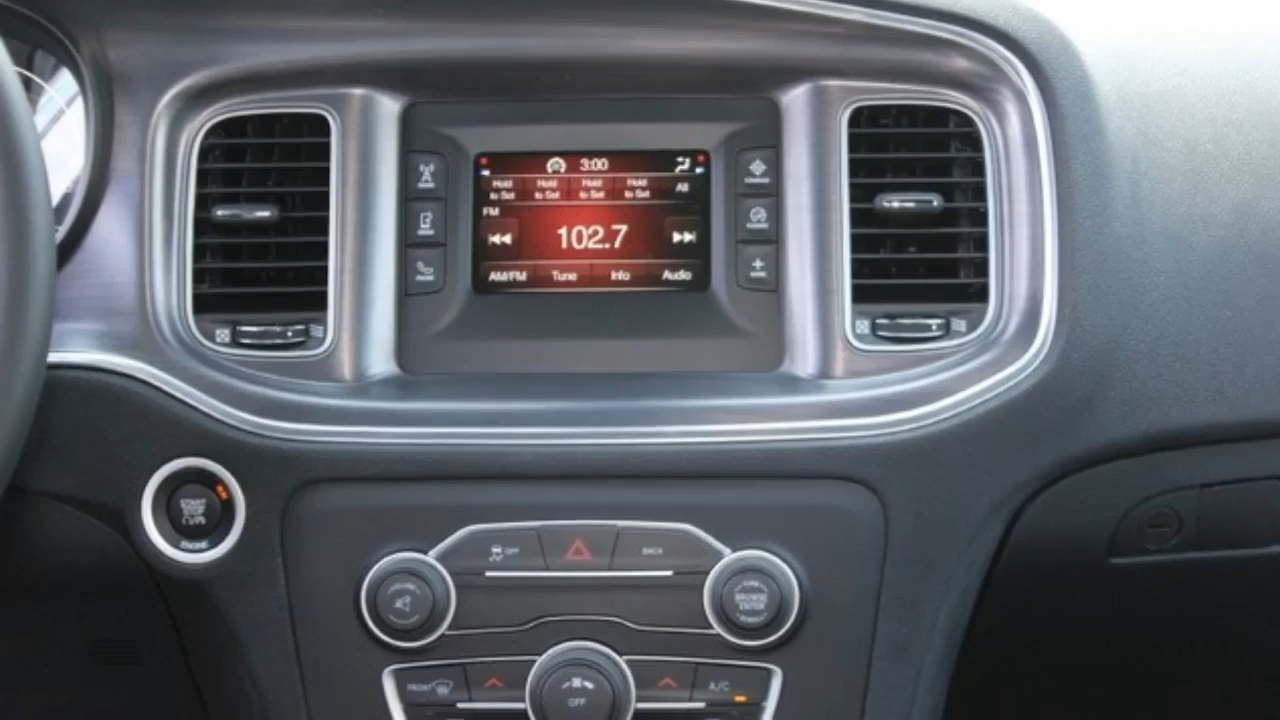 3:00
Hold to Set Hold to Set Hold to Set Hold to Set All
FM
102.7
AM/FM Tune Info Audio
START
STOP
ENGINE
OFF
BACK
BROWSE
ENTER
FRONT
OFF
A/C